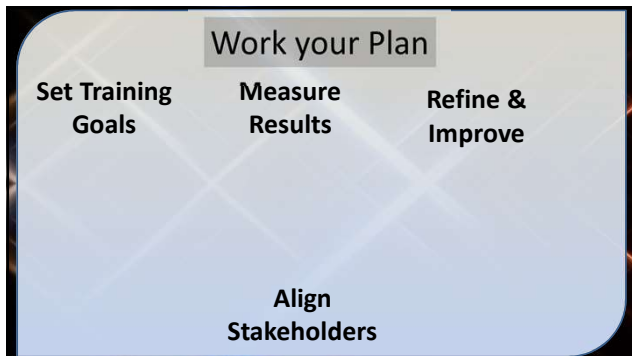 Work your Plan
Set Training
Goals
Measure
Results
Refine &
Improve
Align
Stakeholders